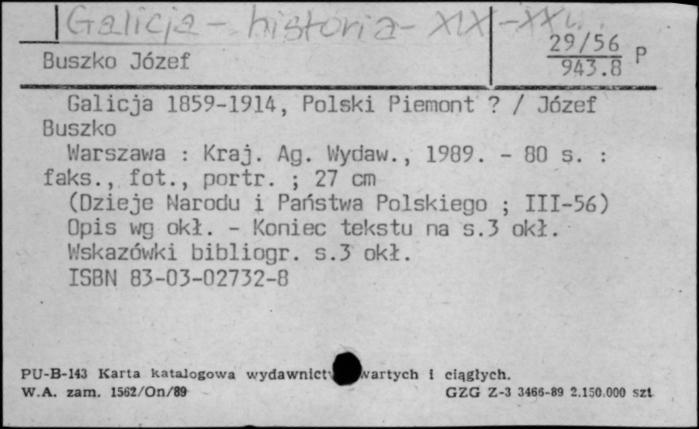 Galicja - historia - XIX - XX w.
29/56 P
943.8
Buszko Józef
Galicja 1859-1914, Polski Piemont ? / Józef
Buszko
Warszawa : Kraj. Ag. Wydaw., 1989. - 80 s. :
faks., fot., portr. ; 27 cm
(Dzieje Narodu i Państwa Polskiego ; III-56)
Opis wg okł. - Koniec tekstu na s.3 okł.
Wskazówki bibliogr. s.3 okł.
ISBN 83-03-02732-8
PU-B-143 Karta katalogowa wydawnict wartych i ciągłych.
W.A. zam. 1562/On/89 GZG Z-3 3466-89 2.150.000 szt